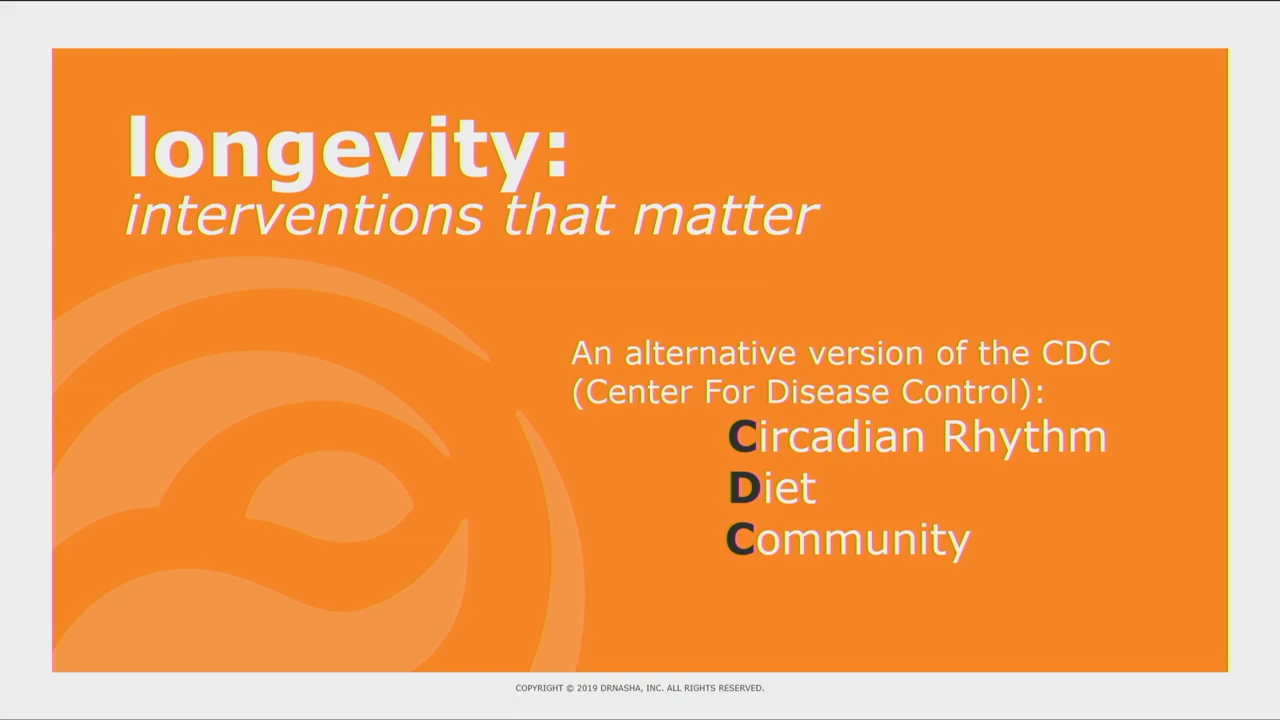 longevity:
interventions that matter
An alternative version of the CDC
(Center For Disease Control):
Circadian Rhythm
Diet
Community
COPYRIGHT © 2019 DRNASHA, INC. ALL RIGHTS RESERVED.